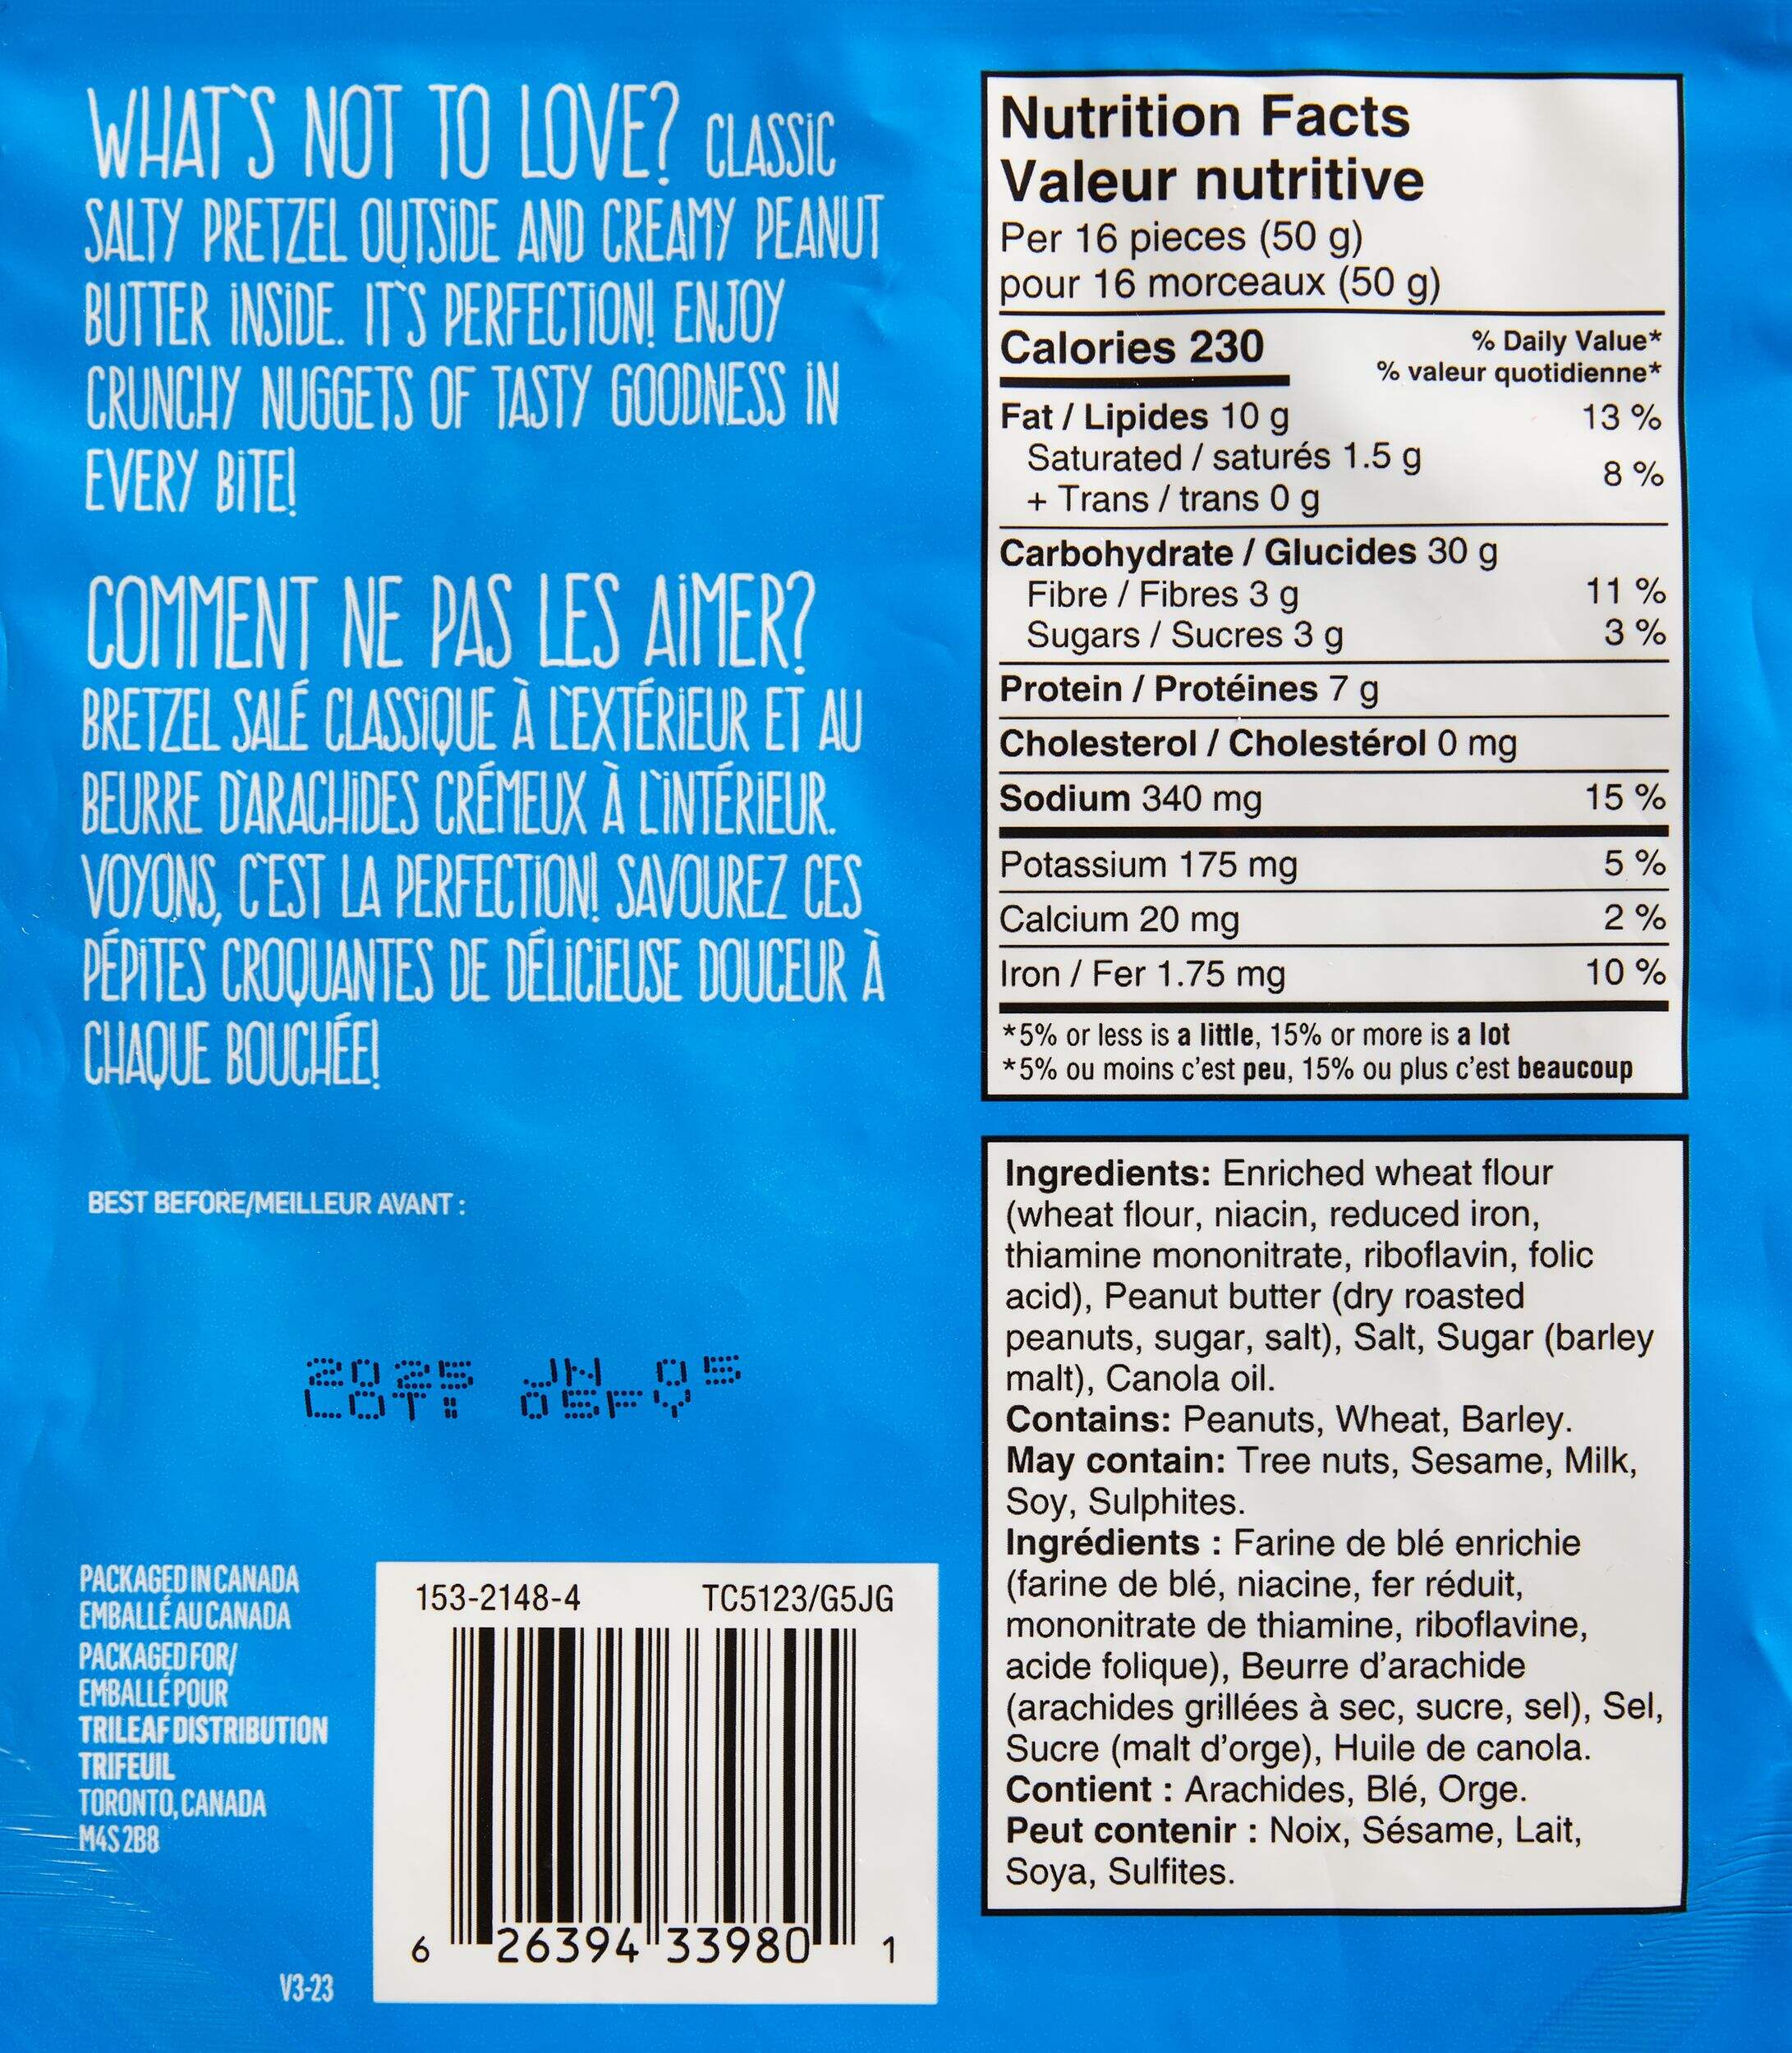 WHAT'S NOT TO LOVE? CLASSIC
SALTY PRETZEL OUTSIDE AND CREAMY PEANUT
BUTTER INSIDE. IT'S PERFECTION! ENJOY
CRUNCHY NUGGETS OF TASTY GOODNESS IN
EVERY BITE!
COMMENT NE PAS LES AIMER?
BRETZEL SALÉ CLASSIQUE À L'EXTÉRIEUR ET AU
BEURRE D'ARACHIDES CRÉMEUX À L'INTÉRIEUR.
VOYONS, C'EST LA PERFECTION! SAVOUREZ CES
PÉPITES CROQUANTES DE DÉLICIEUSE DOUCEUR À
CHAQUE BOUCHÉE!
BEST BEFORE/MEILLEUR AVANT :
2025 JN 05
LOT: 05FV
PACKAGED IN CANADA
EMBALLÉ AU CANADA
PACKAGED FOR/
EMBALLÉ POUR
TRILEAF DISTRIBUTION
TRIFEUIL
TORONTO, CANADA
M4S 2B8
V3-23
153-2148-4 TC5123/G5JG
6 26394 33980 1
Nutrition Facts
Valeur nutritive
Per 16 pieces (50 g)
pour 16 morceaux (50 g)
Calories 230 % Daily Value*
% valeur quotidienne*
Fat / Lipides 10 g 13 %
Saturated / saturés 1.5 g 8 %
+ Trans / trans 0 g
Carbohydrate / Glucides 30 g
Fibre / Fibres 3 g 11 %
Sugars / Sucres 3 g 3 %
Protein / Protéines 7 g
Cholesterol / Cholestérol 0 mg
Sodium 340 mg 15 %
Potassium 175 mg 5 %
Calcium 20 mg 2 %
Iron / Fer 1.75 mg 10 %
*5% or less is a little, 15% or more is a lot
*5% ou moins c'est peu, 15% ou plus c'est beaucoup
Ingredients: Enriched wheat flour
(wheat flour, niacin, reduced iron,
thiamine mononitrate, riboflavin, folic
acid), Peanut butter (dry roasted
peanuts, sugar, salt), Salt, Sugar (barley
malt), Canola oil.
Contains: Peanuts, Wheat, Barley.
May contain: Tree nuts, Sesame, Milk,
Soy, Sulphites.
Ingrédients : Farine de blé enrichie
(farine de blé, niacine, fer réduit,
mononitrate de thiamine, riboflavine,
acide folique), Beurre d'arachide
(arachides grillées à sec, sucre, sel), Sel,
Sucre (malt d'orge), Huile de canola.
Contient : Arachides, Blé, Orge.
Peut contenir : Noix, Sésame, Lait,
Soya, Sulfites.